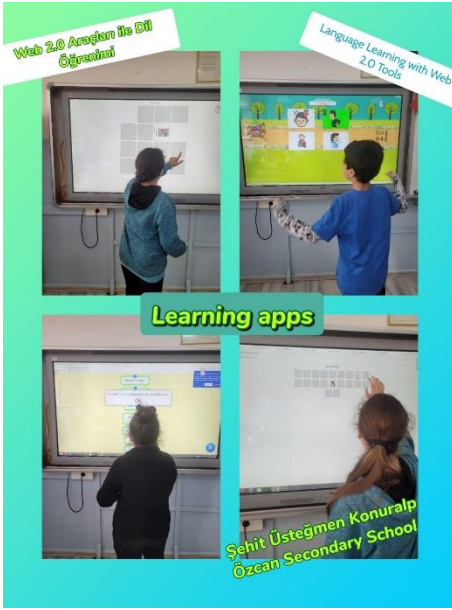 Web 2.0 Araçları ile Dil
Öğrenimi
Language Learning with Web
2.0 Tools
Learning apps
Şehit Üsteğmen Konuralp
Özcan Secondary School